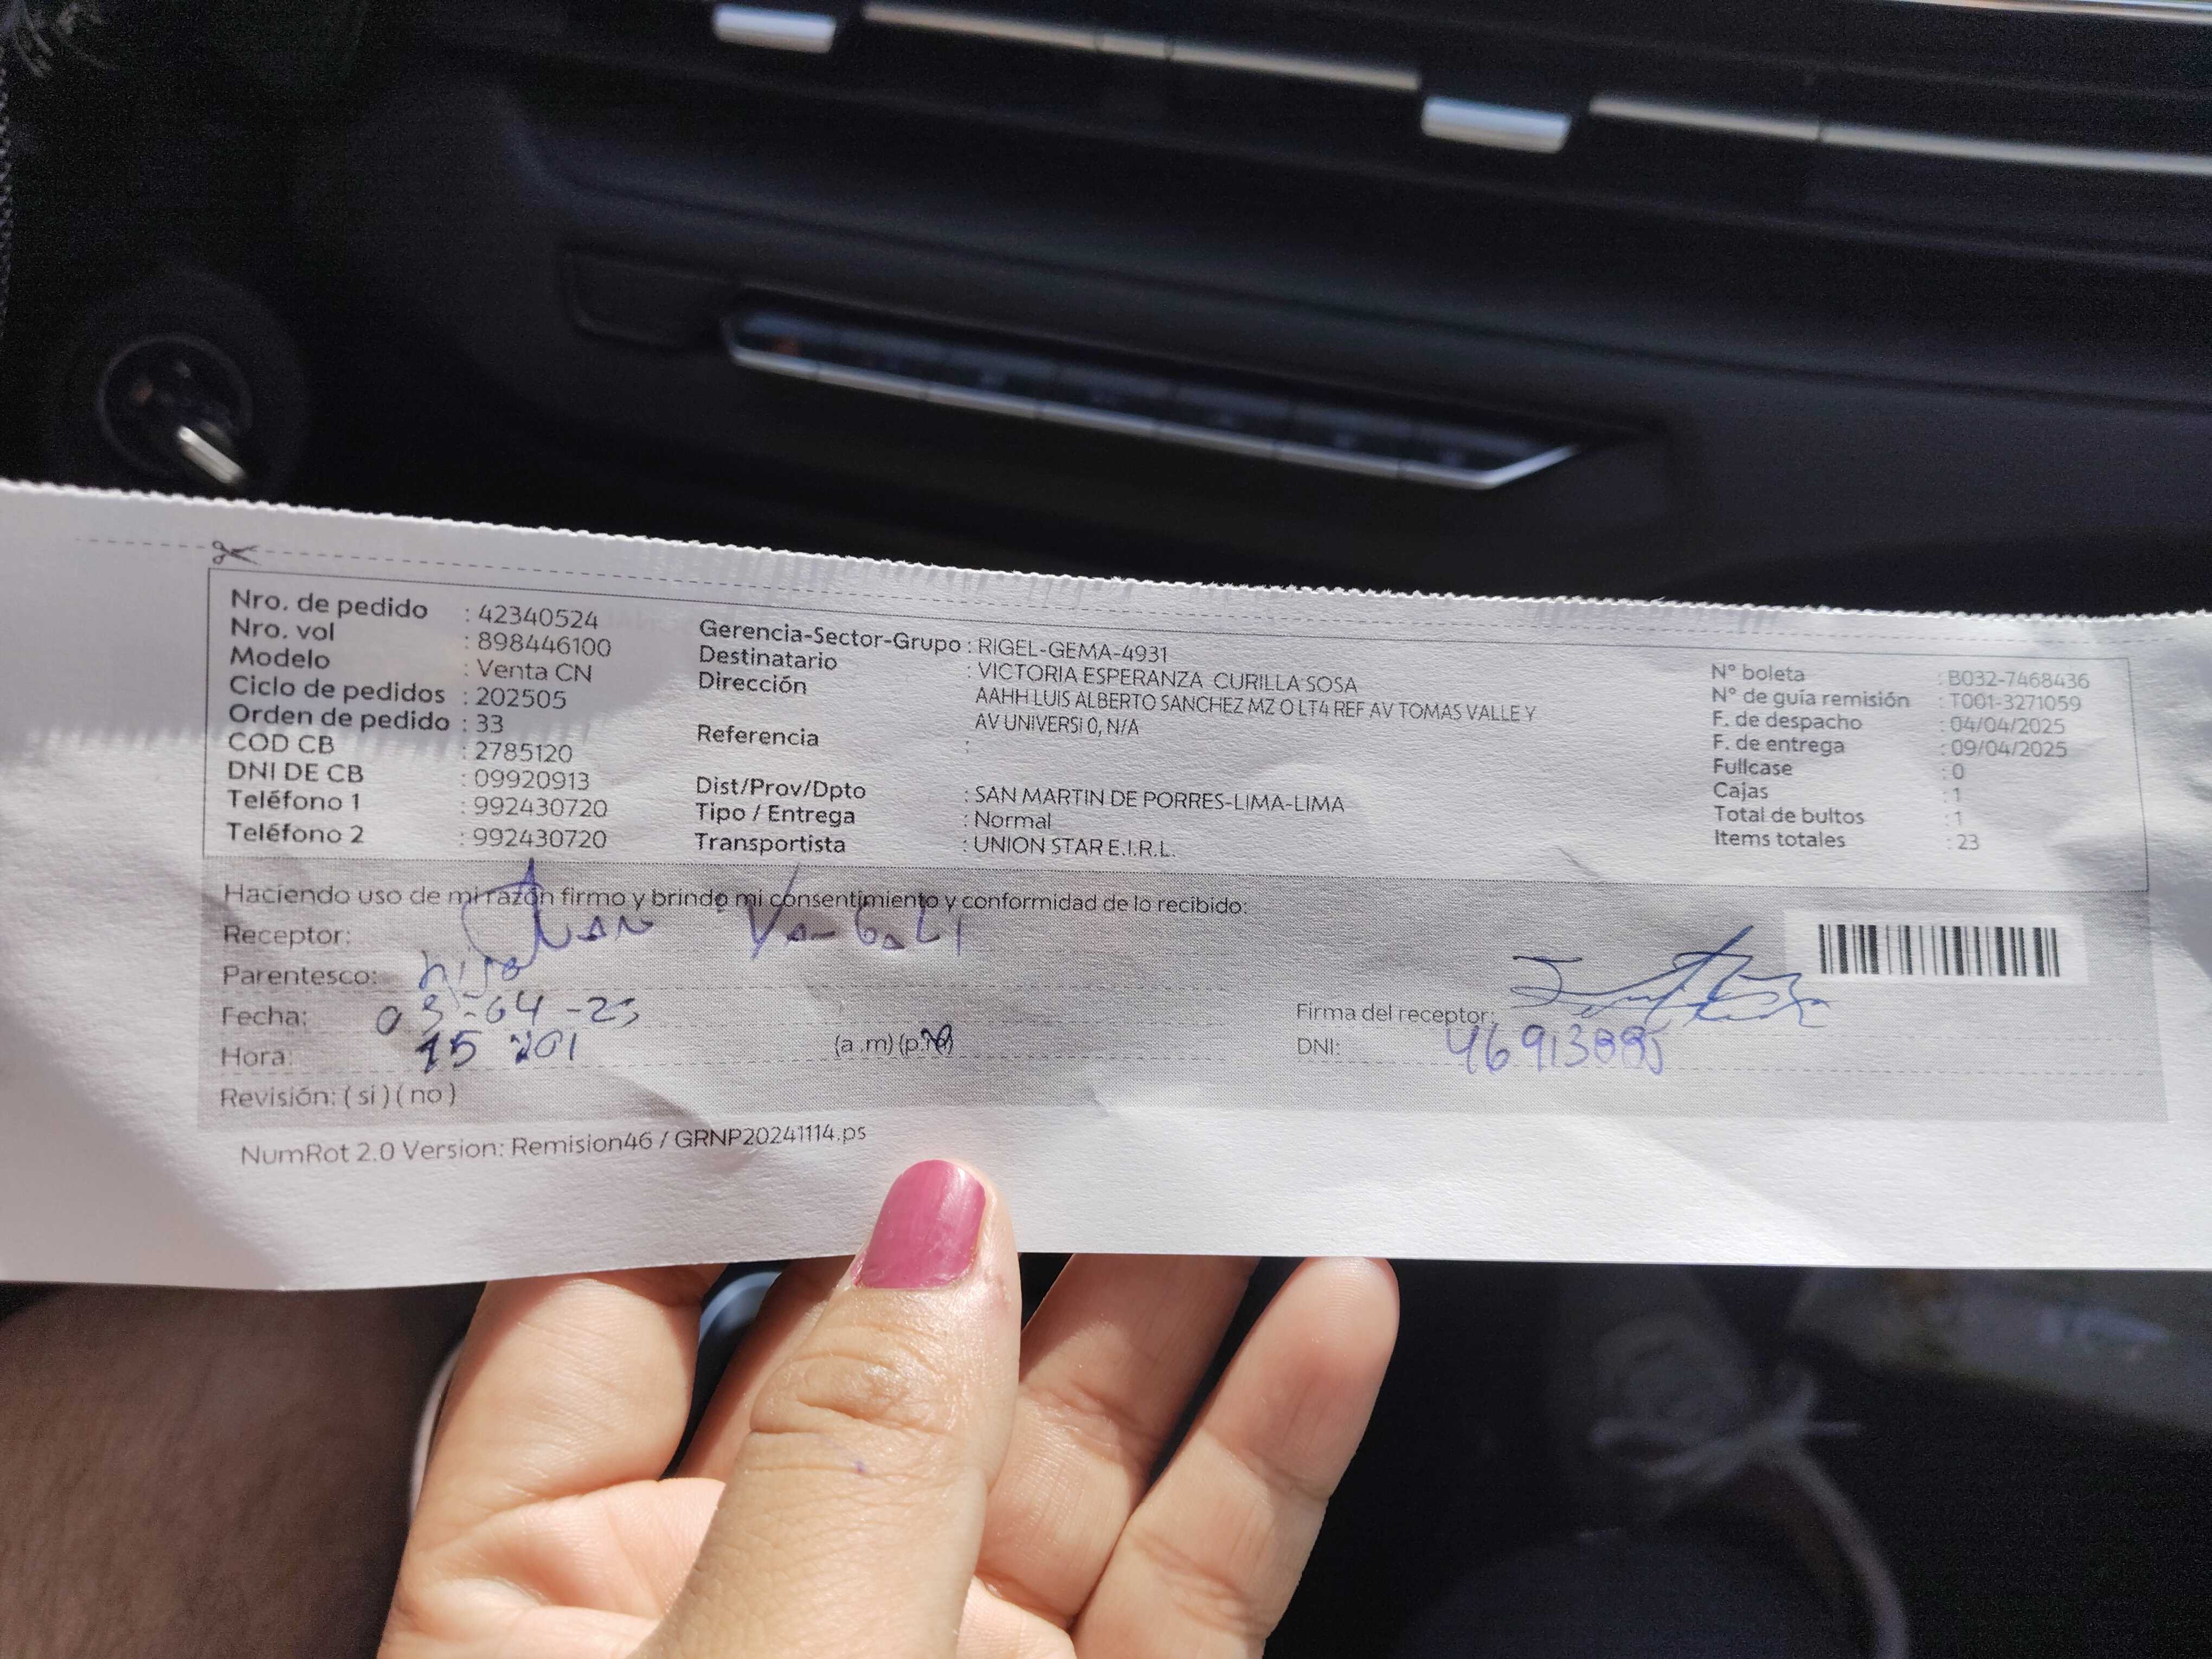 Nro. de pedido : 42340524
Nro. vol : 898446100
Modelo : Venta CN
Ciclo de pedidos : 202505
Orden de pedido : 33
COD CB : 2785120
DNI DE CB : 09920913
Teléfono 1 : 992430720
Teléfono 2 : 992430720
Gerencia-Sector-Grupo : RIGEL-GEMA-4931
Destinatario : VICTORIA ESPERANZA CURILLA SOSA
Dirección AAHH LUIS ALBERTO SANCHEZ MZ O LT4 REF AV TOMAS VALLE Y
AV UNIVERSI 0, N/A
Referencia :
Dist/Prov/Dpto : SAN MARTIN DE PORRES-LIMA-LIMA
Tipo / Entrega : Normal
Transportista : UNION STAR E.I.R.L.
N° boleta : B032-7468436
N° de guía remisión : T001-3271059
F. de despacho : 04/04/2025
F. de entrega : 09/04/2025
Fullcase : 0
Cajas : 1
Total de bultos : 1
Items totales : 23
Haciendo uso de mi razón firmo y brindo mi consentimiento y conformidad de lo recibido:
Receptor: Juan
Parentesco: hijo
Fecha:
Hora: (a .m) (p.m)
Revisión: ( si ) ( no )
Firma del receptor:
DNI:
NumRot 2.0 Version: Remision46 / GRNP20241114.ps